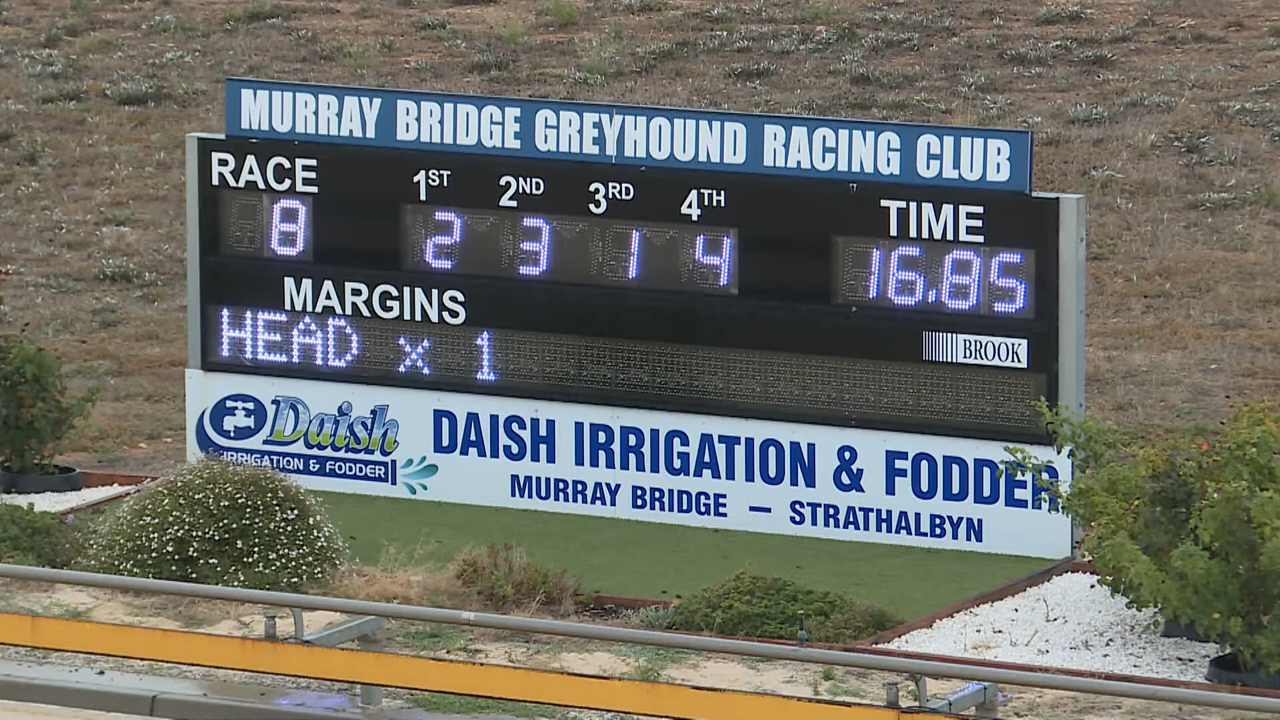 MURRAY BRIDGE GREYHOUND RACING CLUB
RACE 1ST 2ND 3RD 4TH TIME
8 2 3 1 4 16.85
MARGINS
HEAD x 1
BROOK
Daish
IRRIGATION & FODDER
DAISH IRRIGATION & FODDER
MURRAY BRIDGE — STRATHALBYN